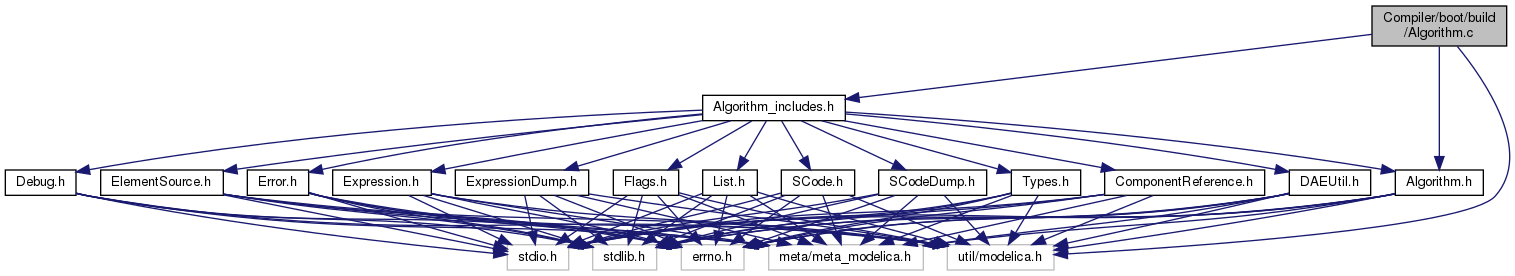 Compiler/boot/build
/Algorithm.c
Algorithm_includes.h
Debug.h
ElementSource.h
Error.h
Expression.h
ExpressionDump.h
Flags.h
List.h
SCode.h
SCodeDump.h
Types.h
ComponentReference.h
DAEUtil.h
Algorithm.h
stdio.h
stdlib.h
errno.h
meta/meta_modelica.h
util/modelica.h